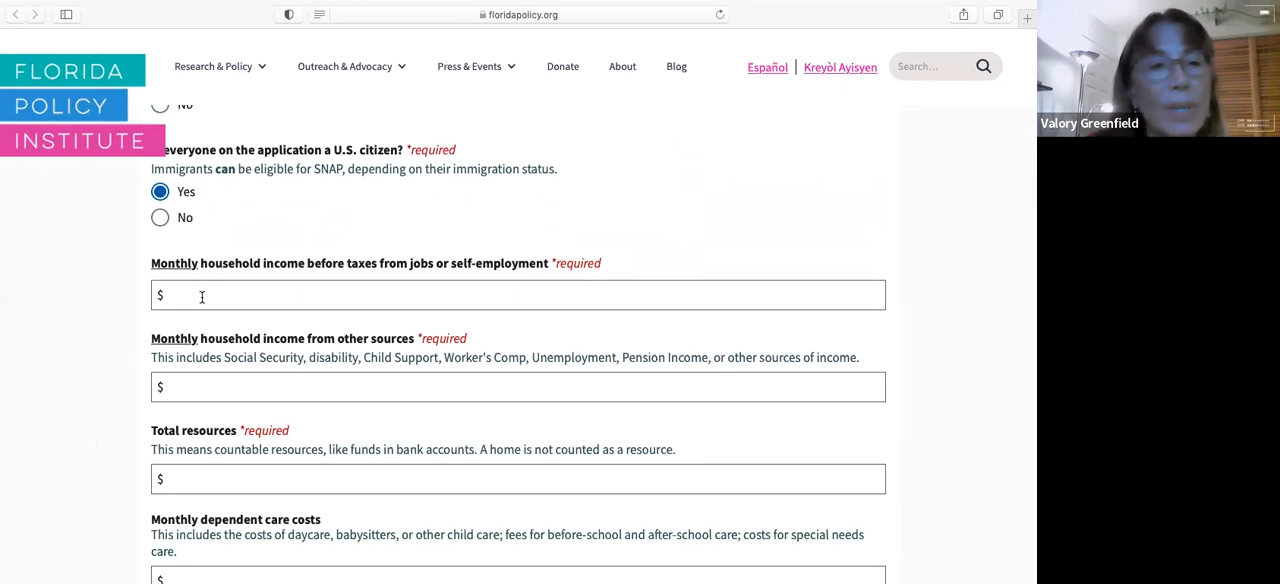 floridapolicy.org
FLORIDA
POLICY
INSTITUTE
Research & Policy
Outreach & Advocacy
Press & Events
Donate
About
Blog
Español | Kreyòl Ayisyen
Search...
Valory Greenfield
No
everyone on the application a U.S. citizen? *required
Immigrants can be eligible for SNAP, depending on their immigration status.
Yes
No
Monthly household income before taxes from jobs or self-employment *required
$
Monthly household income from other sources *required
This includes Social Security, disability, Child Support, Worker's Comp, Unemployment, Pension Income, or other sources of income.
$
Total resources *required
This means countable resources, like funds in bank accounts. A home is not counted as a resource.
$
Monthly dependent care costs
This includes the costs of daycare, babysitters, or other child care; fees for before-school and after-school care; costs for special needs
care.
$